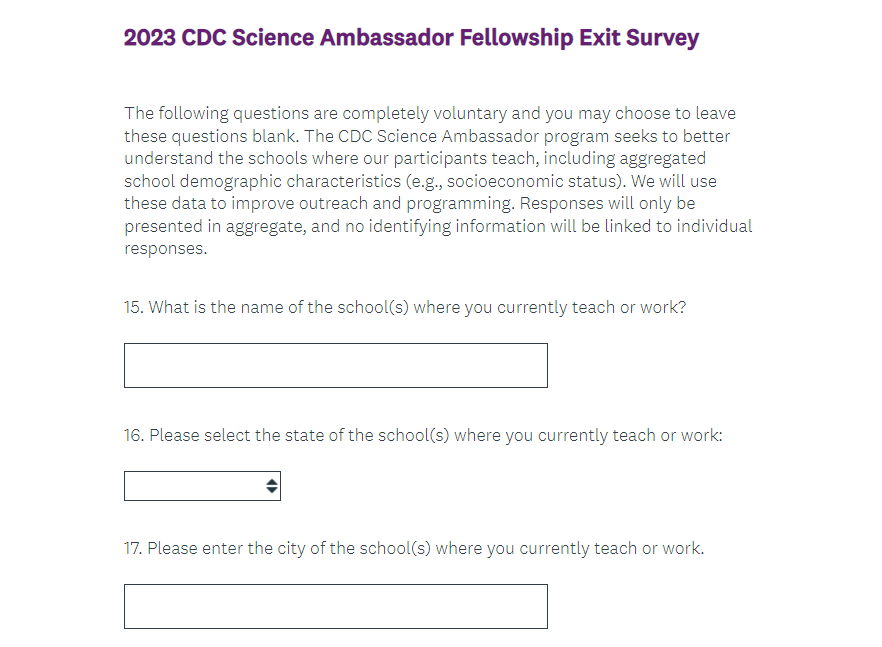 2023 CDC Science Ambassador Fellowship Exit Survey
The following questions are completely voluntary and you may choose to leave
these questions blank. The CDC Science Ambassador program seeks to better
understand the schools where our participants teach, including aggregated
school demographic characteristics (e.g., socioeconomic status). We will use
these data to improve outreach and programming. Responses will only be
presented in aggregate, and no identifying information will be linked to individual
responses.
15. What is the name of the school(s) where you currently teach or work?
16. Please select the state of the school(s) where you currently teach or work:
17. Please enter the city of the school(s) where you currently teach or work.